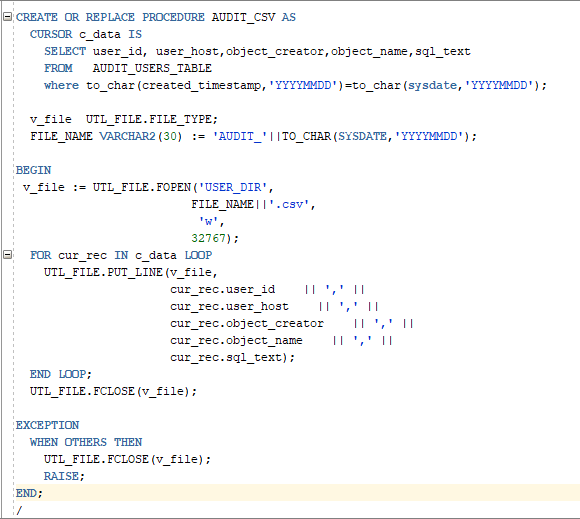 CREATE OR REPLACE PROCEDURE AUDIT_CSV AS
  CURSOR c_data IS
    SELECT user_id, user_host,object_creator,object_name,sql_text
    FROM   AUDIT_USERS_TABLE
    where to_char(created_timestamp,'YYYYMMDD')=to_char(sysdate,'YYYYMMDD');

  v_file  UTL_FILE.FILE_TYPE;
  FILE_NAME VARCHAR2(30) := 'AUDIT_'||TO_CHAR(SYSDATE,'YYYYMMDD');

BEGIN
 v_file := UTL_FILE.FOPEN('USER_DIR',
                         FILE_NAME||'.csv',
                          'w',
                         32767);
  FOR cur_rec IN c_data LOOP
    UTL_FILE.PUT_LINE(v_file,
                      cur_rec.user_id    || ',' ||
                      cur_rec.user_host    || ',' ||
                      cur_rec.object_creator    || ',' ||
                      cur_rec.object_name    || ',' ||
                      cur_rec.sql_text);
  END LOOP;
  UTL_FILE.FCLOSE(v_file);

EXCEPTION
  WHEN OTHERS THEN
    UTL_FILE.FCLOSE(v_file);
    RAISE;
END;
/